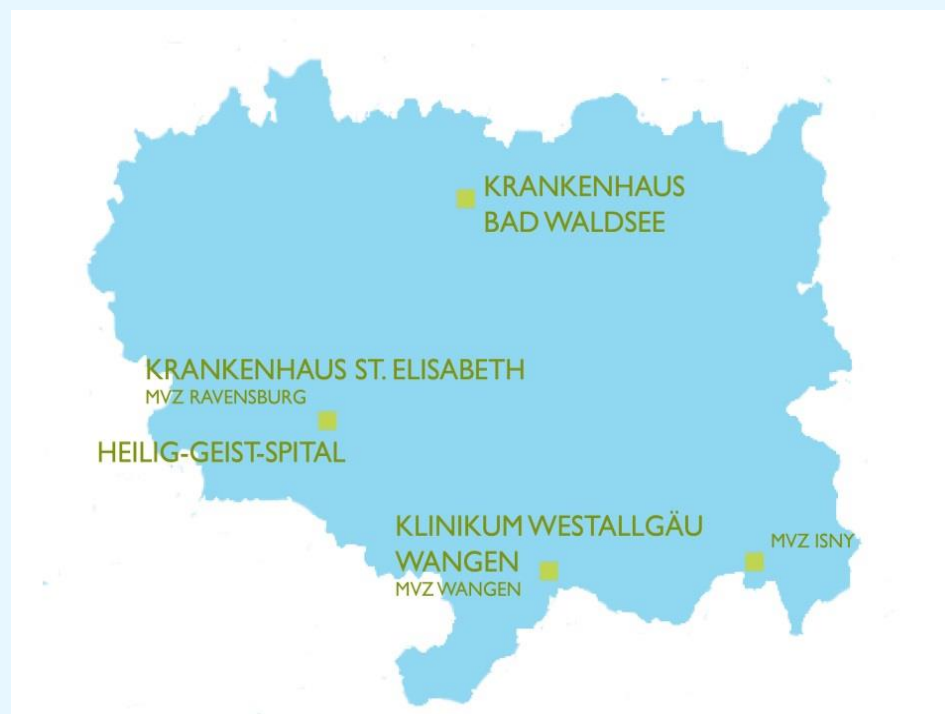 KRANKENHAUS
BAD WALDSEE
KRANKENHAUS ST. ELISABETH
MVZ RAVENSBURG
HEILIG-GEIST-SPITAL
KLINIKUM WESTALLGÄU
WANGEN
MVZ WANGEN
MVZ ISNY